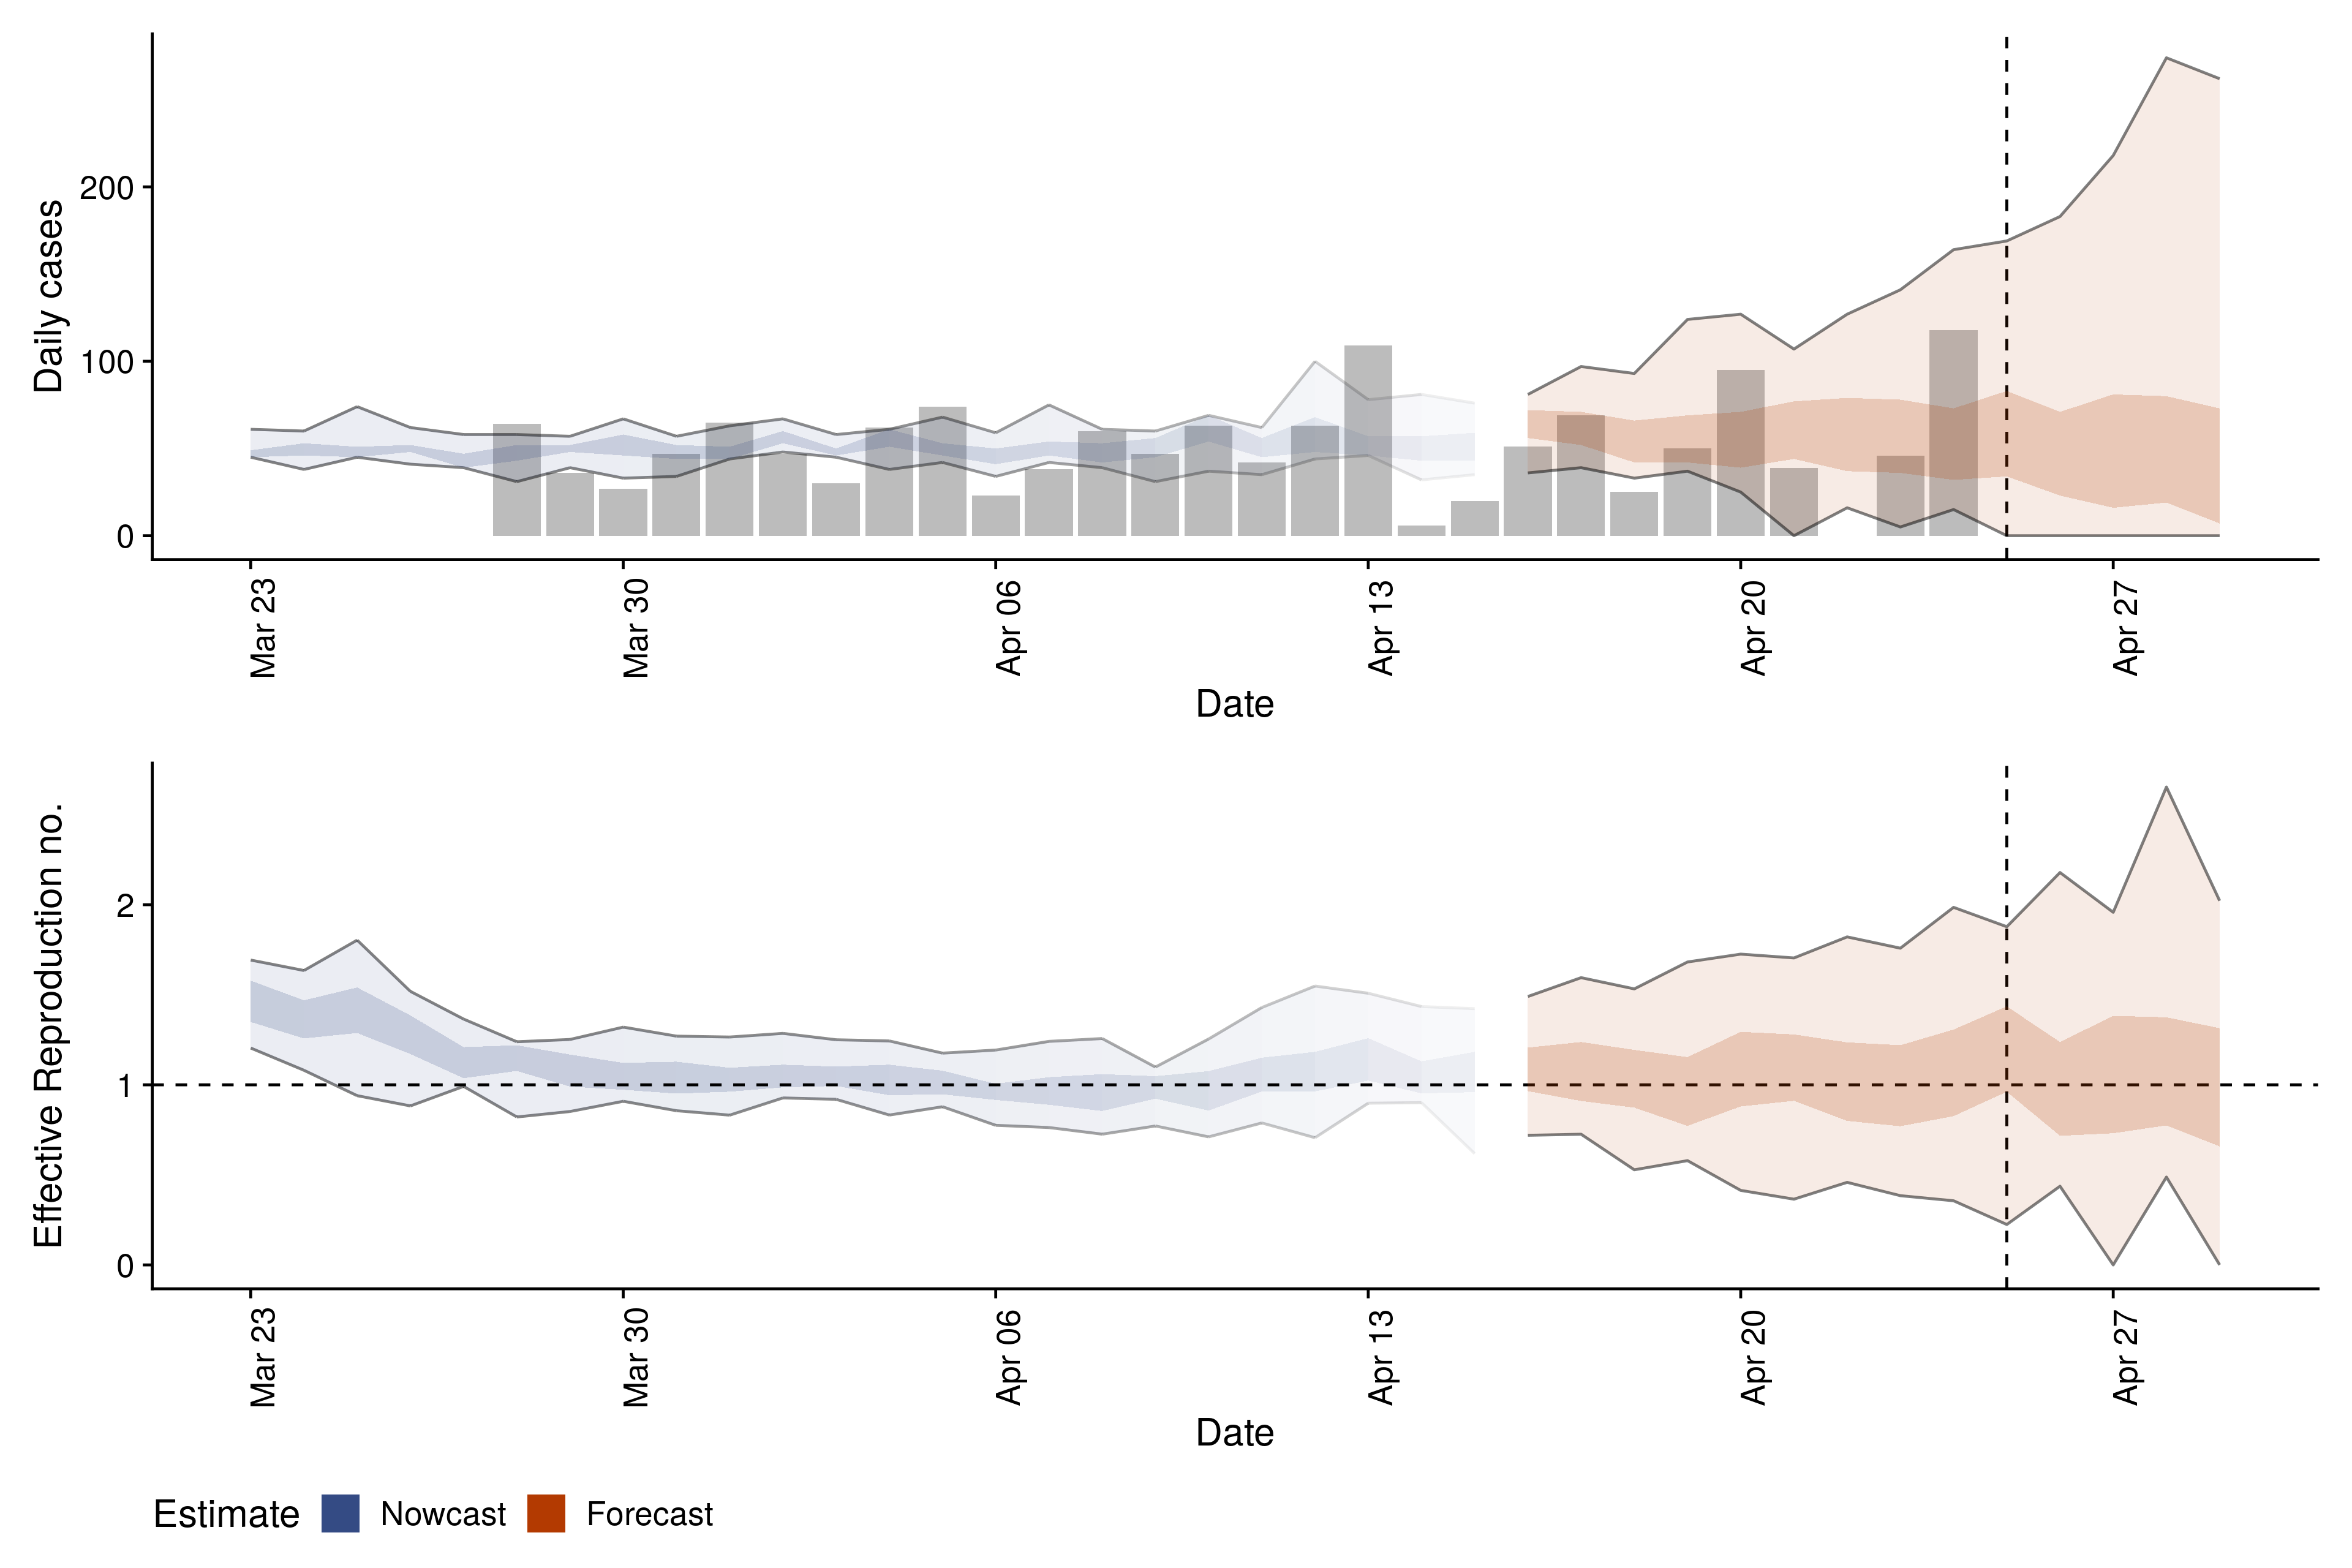 Daily cases
200
100
0
Mar 23
Mar 30
Apr 06
Apr 13
Apr 20
Apr 27
Date
Effective Reproduction no.
2
1
0
Mar 23
Mar 30
Apr 06
Apr 13
Apr 20
Apr 27
Date
Estimate Nowcast Forecast